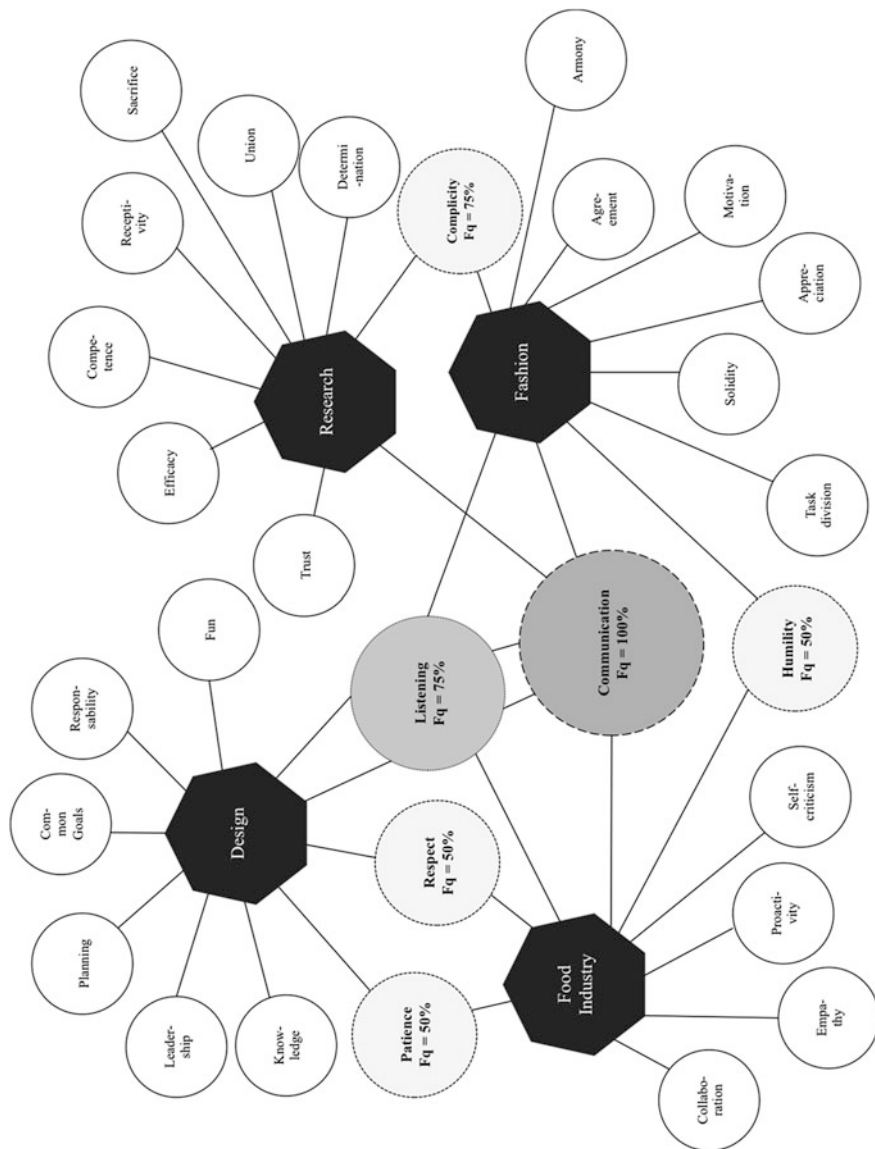 Com-
mon
Goals
Planning
Respon-
sability
Compe-
tence
Recepti-
vity
Sacrifice
Leader-
ship
Efficacy
Fun
Union
Design
Know-
ledge
Trust
Research
Determi
-nation
Patience
Fq = 50%
Respect
Fq = 50%
Listening
Fq = 75%
Complicity
Fq = 75%
Food
Industry
Fashion
Armony
Communication
Fq = 100%
Agre-
ement
Collabo-
ration
Solidity
Motiva-
tion
Proacti-
vity
Self-
criticism
Humility
Fq = 50%
Task
division
Appre-
ciation
Empa-
thy